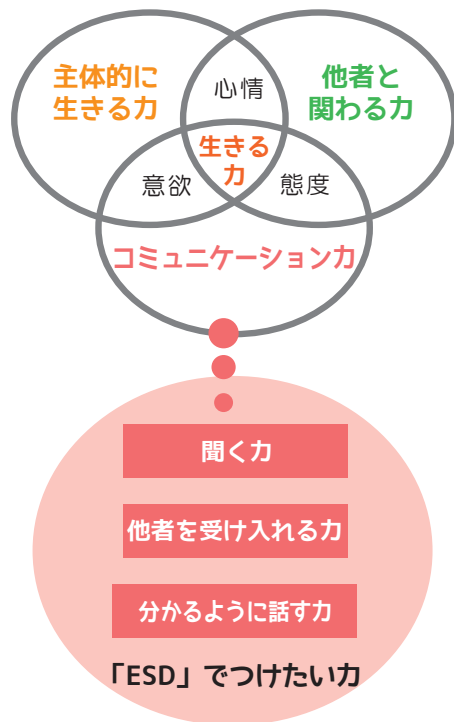 主体的に
生きる力
心情
他者と
関わる力
生きる
力
意欲
態度
コミュニケーション力
聞く力
他者を受け入れる力
分かるように話す力
「ESD」でつけたい力